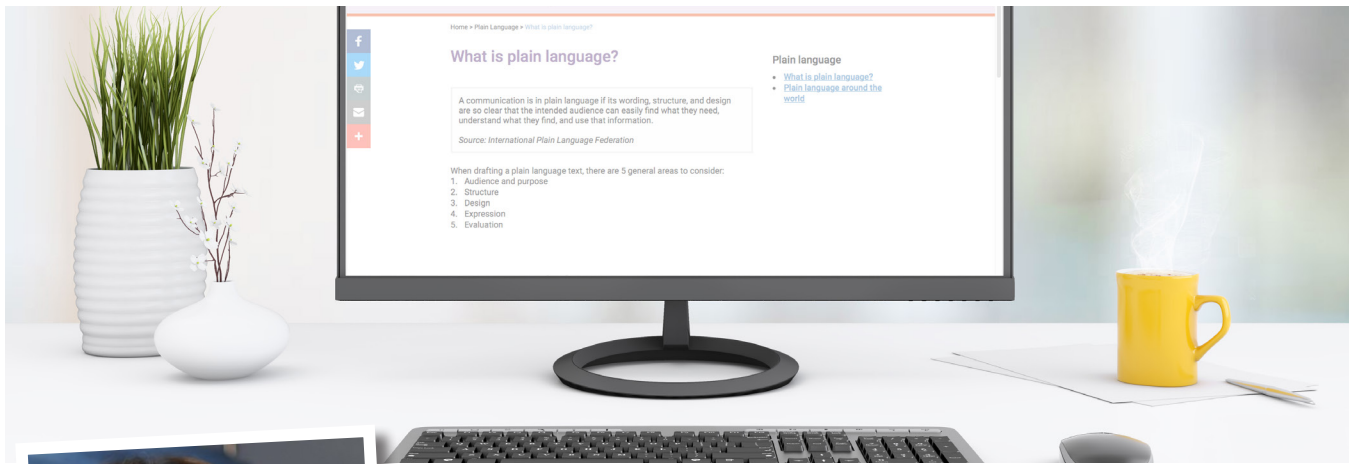 Home » Plain Language » What is plain language?
What is plain language?
A communication is in plain language if its wording, structure, and design
are so clear that the intended audience can easily find what they need,
understand what they find, and use that information.
Source: International Plain Language Federation
When drafting a plain language text, there are 5 general areas to consider:
1. Audience and purpose
2. Structure
3. Design
4. Expression
5. Evaluation
Plain language
• What is plain language?
• Plain language around the
world